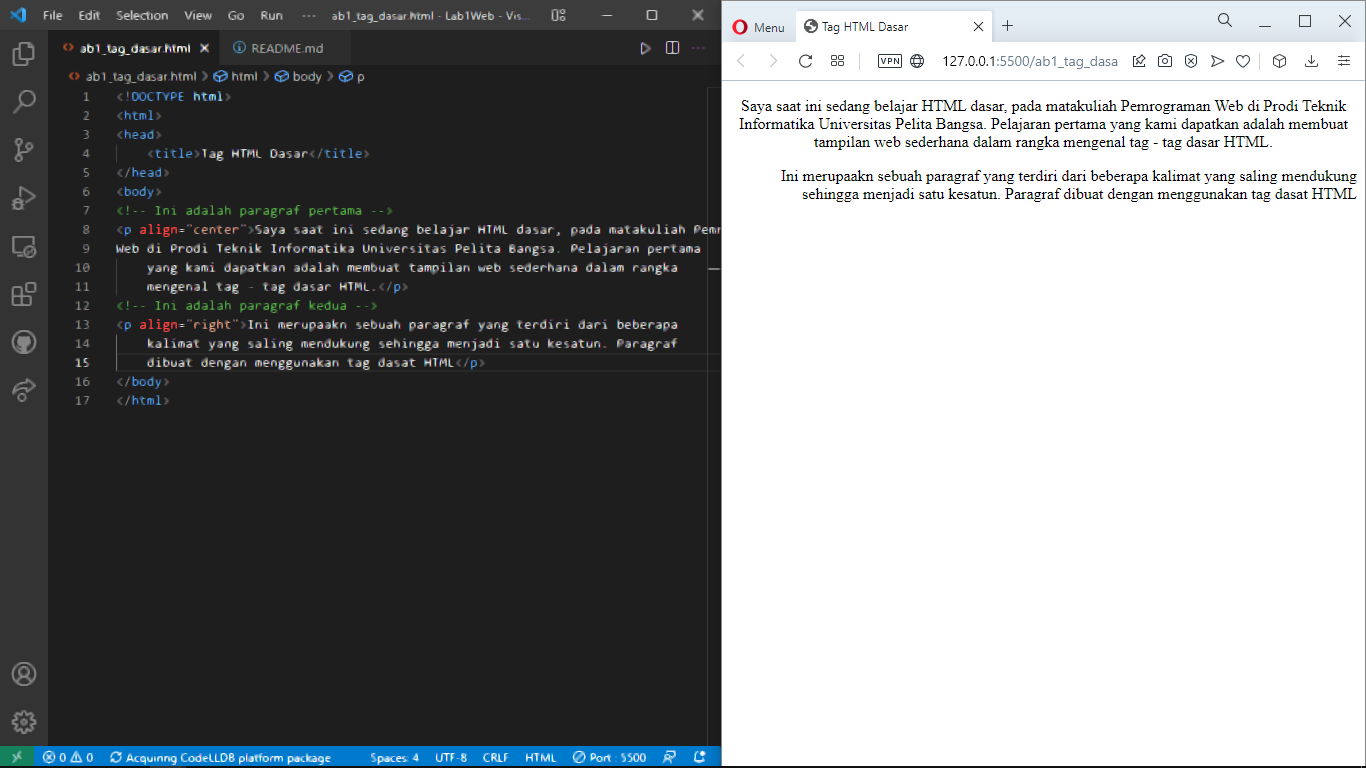 File Edit Selection View Go Run ··· ab1_tag_dasar.html - Lab1Web - Vis...
ab1_tag_dasar.html README.md
ab1_tag_dasar.html > html > body > p
1 <!DOCTYPE html>
2 <html>
3 <head>
4 <title>Tag HTML Dasar</title>
5 </head>
6 <body>
7 <!-- Ini adalah paragraf pertama -->
8 <p align="center">Saya saat ini sedang belajar HTML dasar, pada matakuliah Pemr
9 Web di Prodi Teknik Informatika Universitas Pelita Bangsa. Pelajaran pertama
10 yang kami dapatkan adalah membuat tampilan web sederhana dalam rangka
11 mengenal tag - tag dasar HTML.</p>
12 <!-- Ini adalah paragraf kedua -->
13 <p align="right">Ini merupaakn sebuah paragraf yang terdiri dari beberapa
14 kalimat yang saling mendukung sehingga menjadi satu kesatun. Paragraf
15 dibuat dengan menggunakan tag dasat HTML</p>
16 </body>
17 </html>
0 0 Acquiring CodeLLDB platform package Spaces: 4 UTF-8 CRLF HTML Port : 5500
Menu Tag HTML Dasar
VPN 127.0.0.1:5500/ab1_tag_dasa
Saya saat ini sedang belajar HTML dasar, pada matakuliah Pemrograman Web di Prodi Teknik
Informatika Universitas Pelita Bangsa. Pelajaran pertama yang kami dapatkan adalah membuat
tampilan web sederhana dalam rangka mengenal tag - tag dasar HTML.
Ini merupaakn sebuah paragraf yang terdiri dari beberapa kalimat yang saling mendukung
sehingga menjadi satu kesatun. Paragraf dibuat dengan menggunakan tag dasat HTML